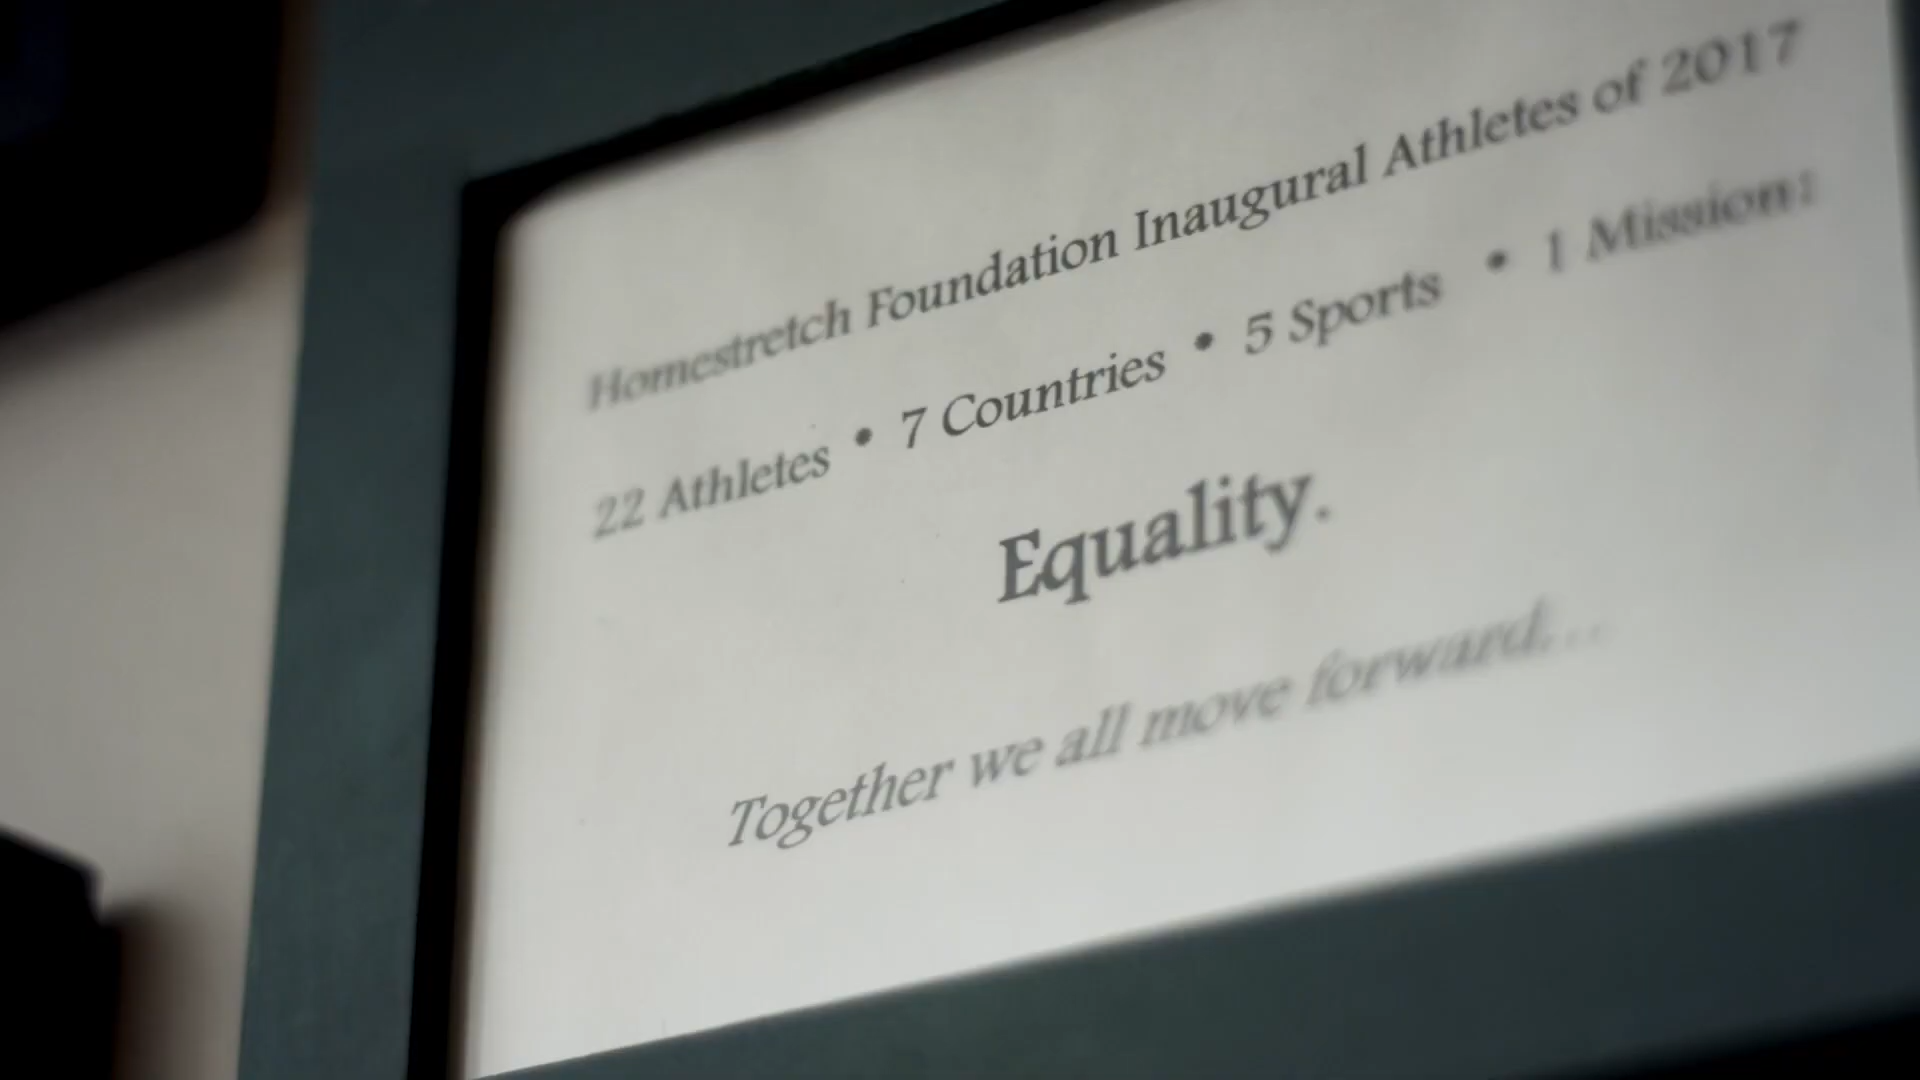 Homestretch Foundation Inaugural Athletes of 2017
22 Athletes • 7 Countries • 5 Sports • 1 Mission:
Equality.
Together we all move forward...